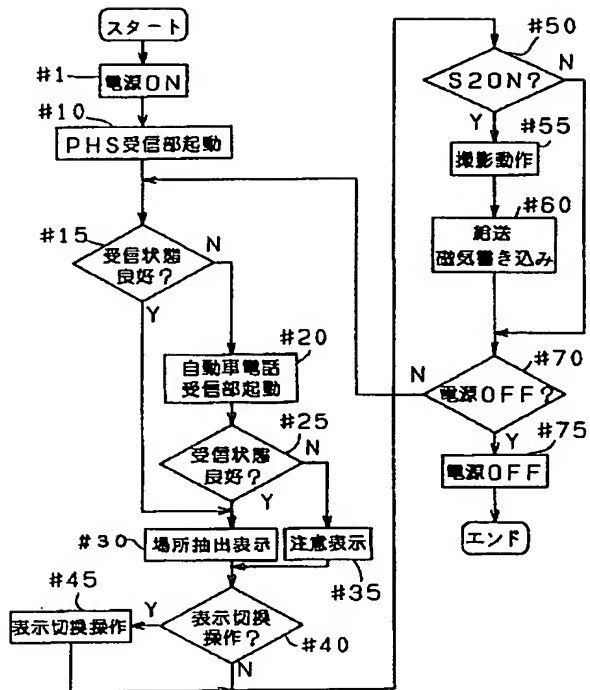 スタート
#1
電源ON
#10
PHS受信部起動
#15
受信状態
良好？
N
Y
#20
自動車電話
受信部起動
#25
受信状態
良好？
N
Y
#30
場所抽出表示
注意表示
#35
#45
表示切換操作
Y
表示切換
操作？
#40
N
#50
S2ON？
N
Y
#55
撮影動作
#60
給送
磁気書き込み
#70
N
電源OFF？
Y
#75
電源OFF
エンド